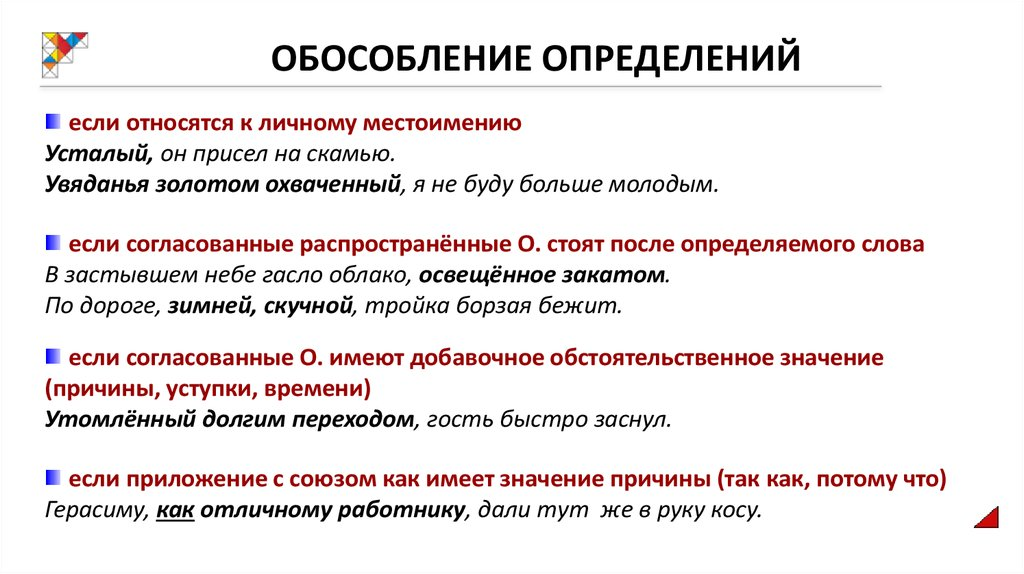 ОБОСОБЛЕНИЕ ОПРЕДЕЛЕНИЙ
если относятся к личному местоимению
Усталый, он присел на скамью.
Увяданья золотом охваченный, я не буду больше молодым.
если согласованные распространённые О. стоят после определяемого слова
В застывшем небе гасло облако, освещённое закатом.
По дороге, зимней, скучной, тройка борзая бежит.
если согласованные О. имеют добавочное обстоятельственное значение
(причины, уступки, времени)
Утомлённый долгим переходом, гость быстро заснул.
если приложение с союзом как имеет значение причины (так как, потому что)
Герасиму, как отличному работнику, дали тут же в руку косу.